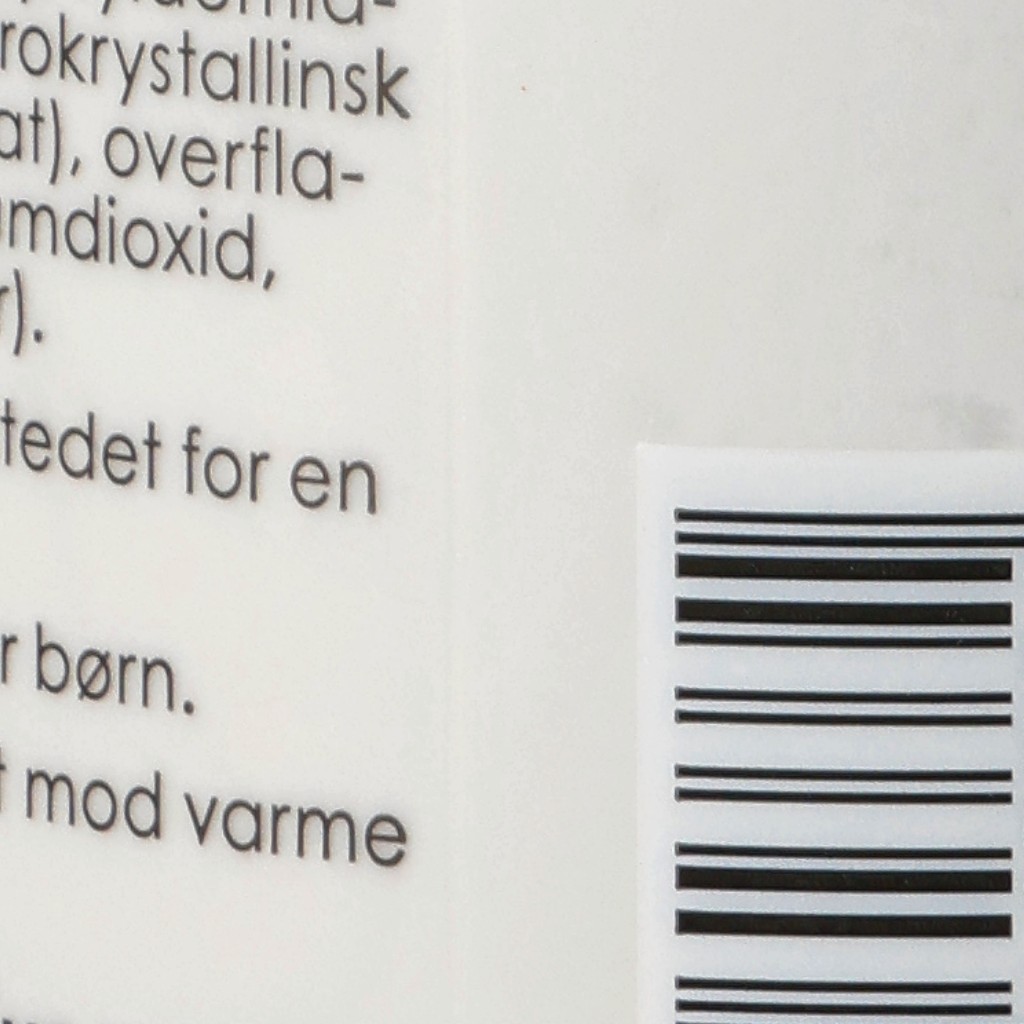 rokrystallinsk
at), overfla-
mdioxid,
r).
tedet for en
r børn.
t mod varme